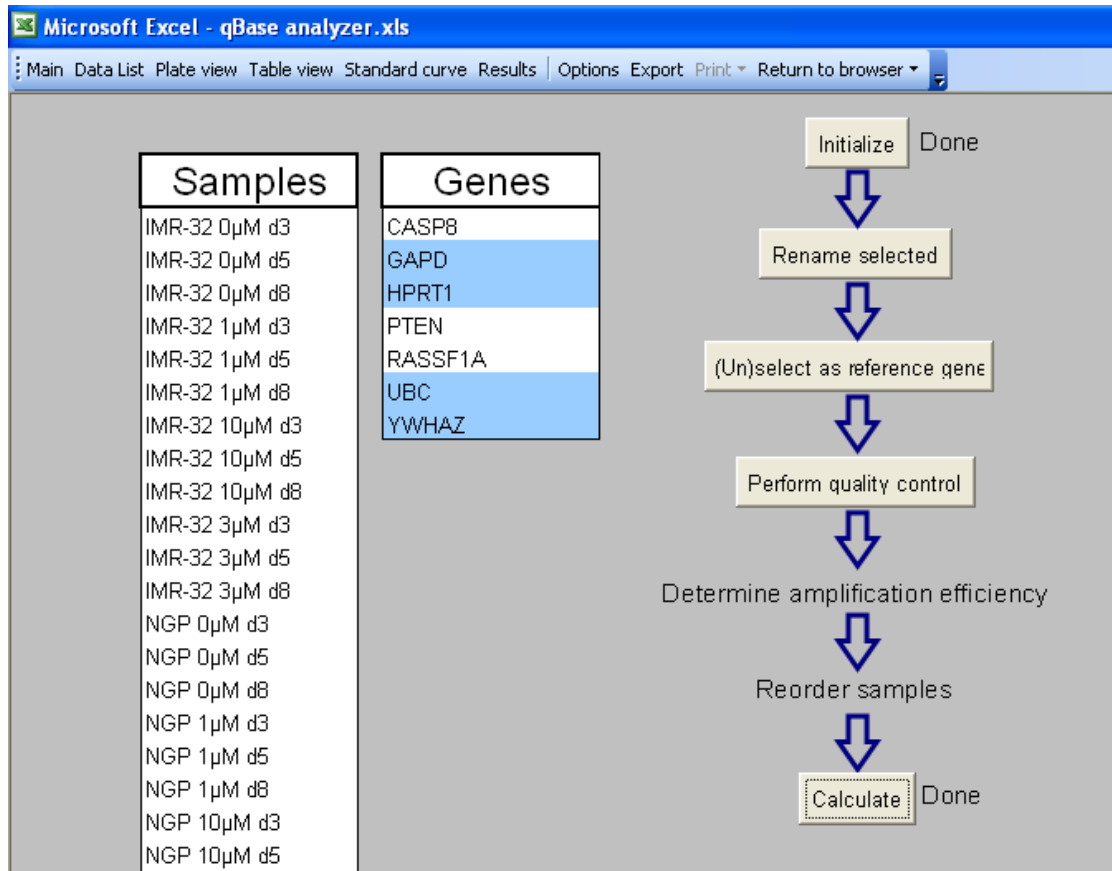 Microsoft Excel - qBase analyzer.xls
Main Data List Plate view Table view Standard curve Results Options Export Print Return to browser
Samples
IMR-32 0µM d3
IMR-32 0µM d5
IMR-32 0µM d8
IMR-32 1µM d3
IMR-32 1µM d5
IMR-32 1µM d8
IMR-32 10µM d3
IMR-32 10µM d5
IMR-32 10µM d8
IMR-32 3µM d3
IMR-32 3µM d5
IMR-32 3µM d8
NGP 0µM d3
NGP 0µM d5
NGP 0µM d8
NGP 1µM d3
NGP 1µM d5
NGP 1µM d8
NGP 10µM d3
NGP 10µM d5
Genes
CASP8
GAPD
HPRT1
PTEN
RASSF1A
UBC
YWHAZ
Initialize Done
Rename selected
(Un)select as reference gene
Perform quality control
Determine amplification efficiency
Reorder samples
Calculate Done